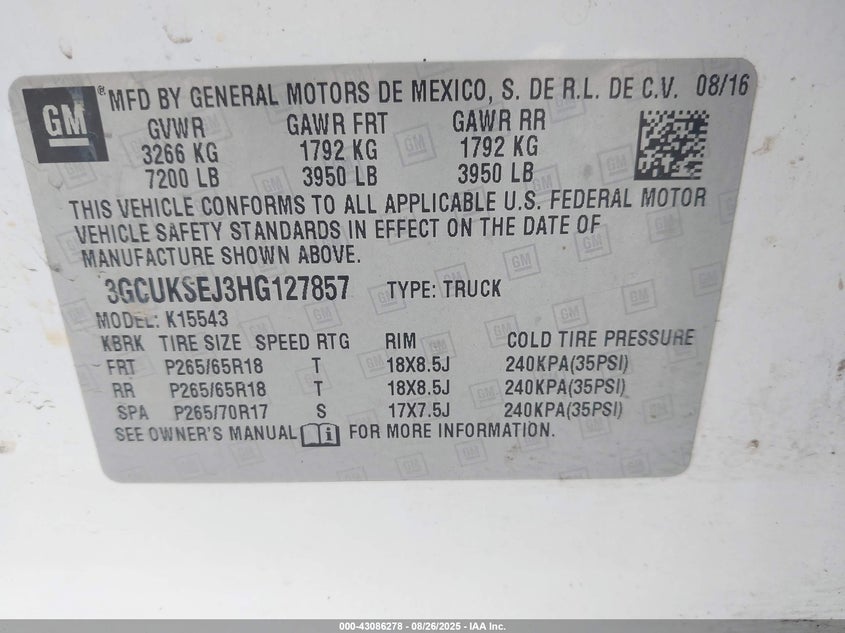 GM ® MFD BY GENERAL MOTORS DE MEXICO, S. DE R.L. DE C.V. 08/16
GVWR GAWR FRT GAWR RR
3266 KG 1792 KG 1792 KG
7200 LB 3950 LB 3950 LB
THIS VEHICLE CONFORMS TO ALL APPLICABLE U.S. FEDERAL MOTOR
VEHICLE SAFETY STANDARDS IN EFFECT ON THE DATE OF
MANUFACTURE SHOWN ABOVE.
3GCUKSEJ3HG127857 TYPE: TRUCK
MODEL: K15543
KBRK TIRE SIZE SPEED RTG RIM COLD TIRE PRESSURE
FRT P265/65R18 T 18X8.5J 240KPA(35PSI)
RR P265/65R18 T 18X8.5J 240KPA(35PSI)
SPA P265/70R17 S 17X7.5J 240KPA(35PSI)
SEE OWNER'S MANUAL i FOR MORE INFORMATION.
000-43086278 - 08/26/2025 - IAA Inc.